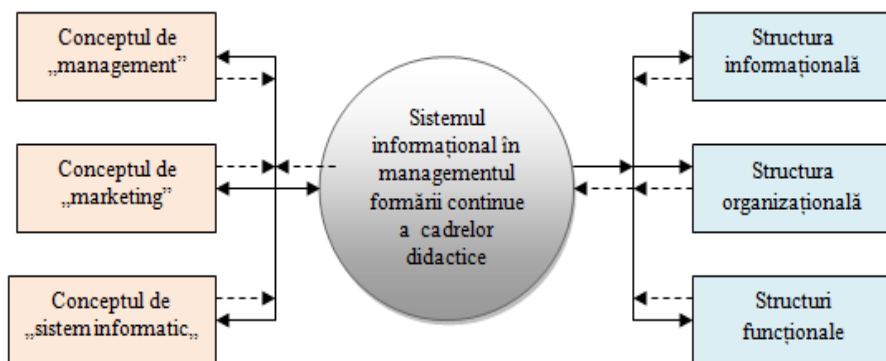 Conceptul de
„management”
Conceptul de
„marketing”
Conceptul de
„sistem informatic„
Sistemul
informațional în
managementul
formării continue
a cadrelor
didactice
Structura
informațională
Structura
organizațională
Structuri
funcționale